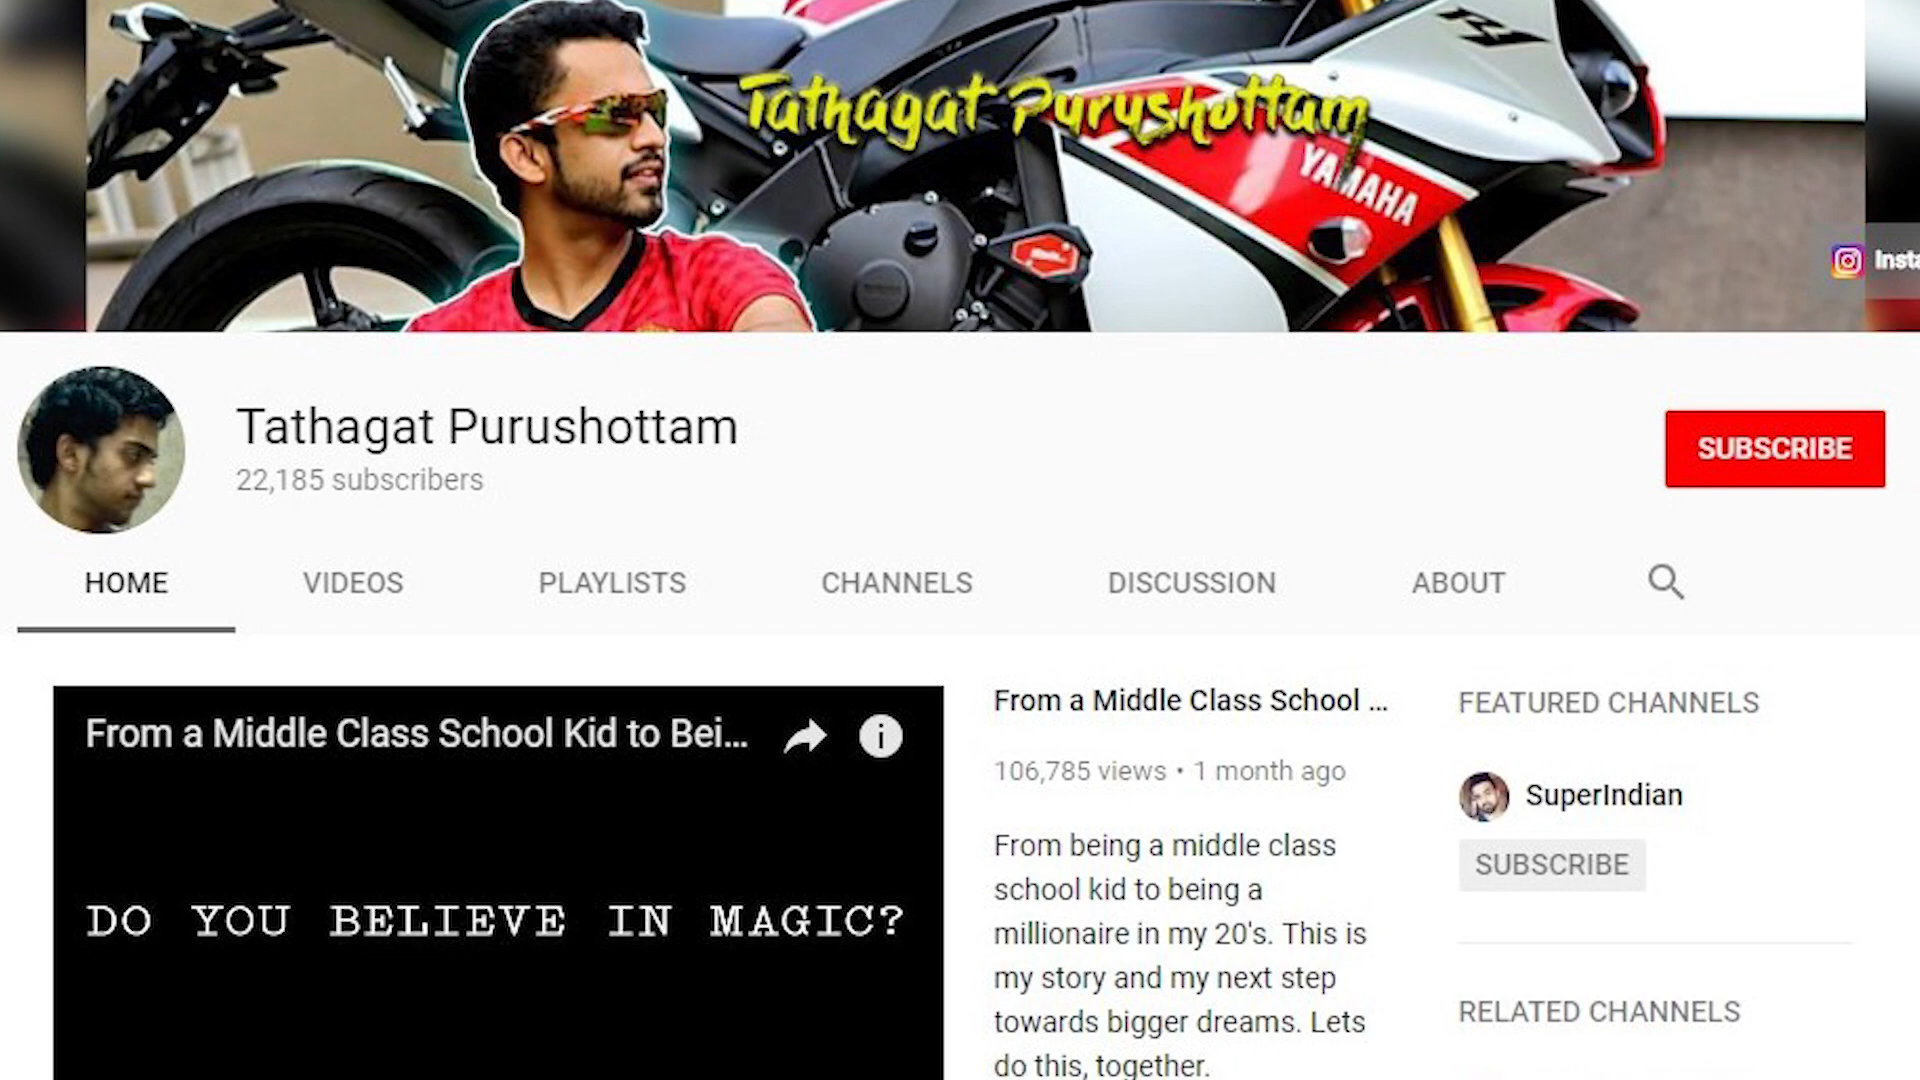 Tathagat Purushottam
R1
YAMAHA
Insta
Tathagat Purushottam
22,185 subscribers
SUBSCRIBE
HOME
VIDEOS
PLAYLISTS
CHANNELS
DISCUSSION
ABOUT
From a Middle Class School Kid to Bei...
DO YOU BELIEVE IN MAGIC?
From a Middle Class School ...
106,785 views • 1 month ago
From being a middle class
school kid to being a
millionaire in my 20's. This is
my story and my next step
towards bigger dreams. Lets
do this, together.
FEATURED CHANNELS
SuperIndian
SUBSCRIBE
RELATED CHANNELS